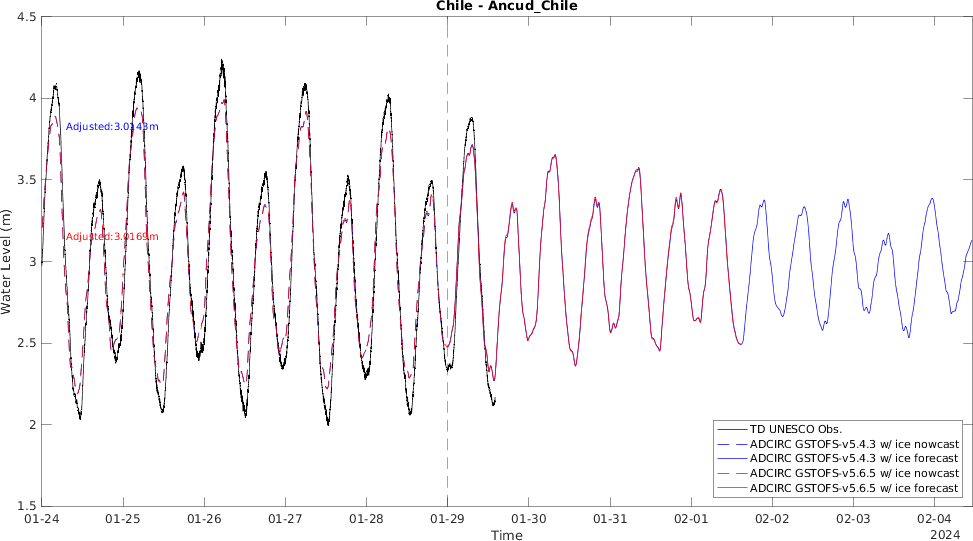 Chile - Ancud_Chile
4.5
4
3.5
3
2.5
2
1.5
Water Level (m)
Adjusted:3.0143m
Adjusted:3.0169m
TD UNESCO Obs.
ADCIRC GSTOFS-v5.4.3 w/ ice nowcast
ADCIRC GSTOFS-v5.4.3 w/ ice forecast
ADCIRC GSTOFS-v5.6.5 w/ ice nowcast
ADCIRC GSTOFS-v5.6.5 w/ ice forecast
01-24 01-25 01-26 01-27 01-28 01-29 01-30 01-31 02-01 02-02 02-03 02-04
Time 2024